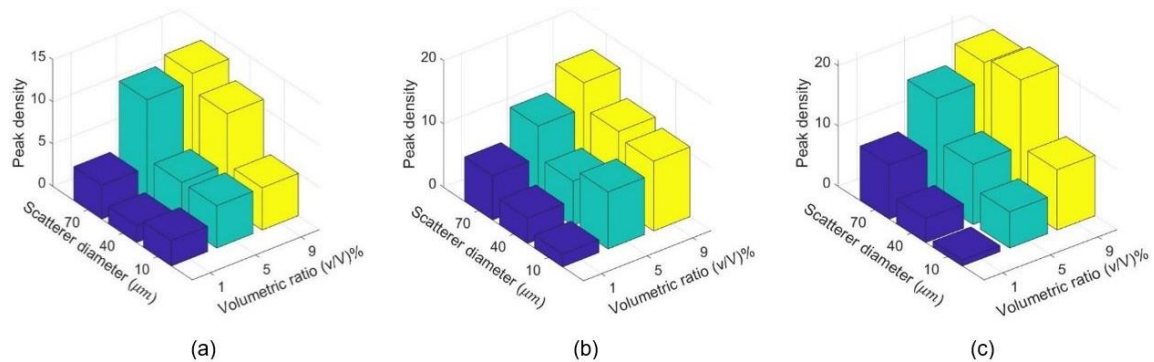 15
10
5
0
Peak density
70
40
10
Scatterer diameter (μm)
1
5
9
Volumetric ratio (v/V)%
(a)
20
10
0
Peak density
70
40
10
Scatterer diameter (μm)
1
5
9
Volumetric ratio (v/V)%
(b)
20
10
0
Peak density
70
40
10
Scatterer diameter (μm)
1
5
9
Volumetric ratio (v/V)%
(c)